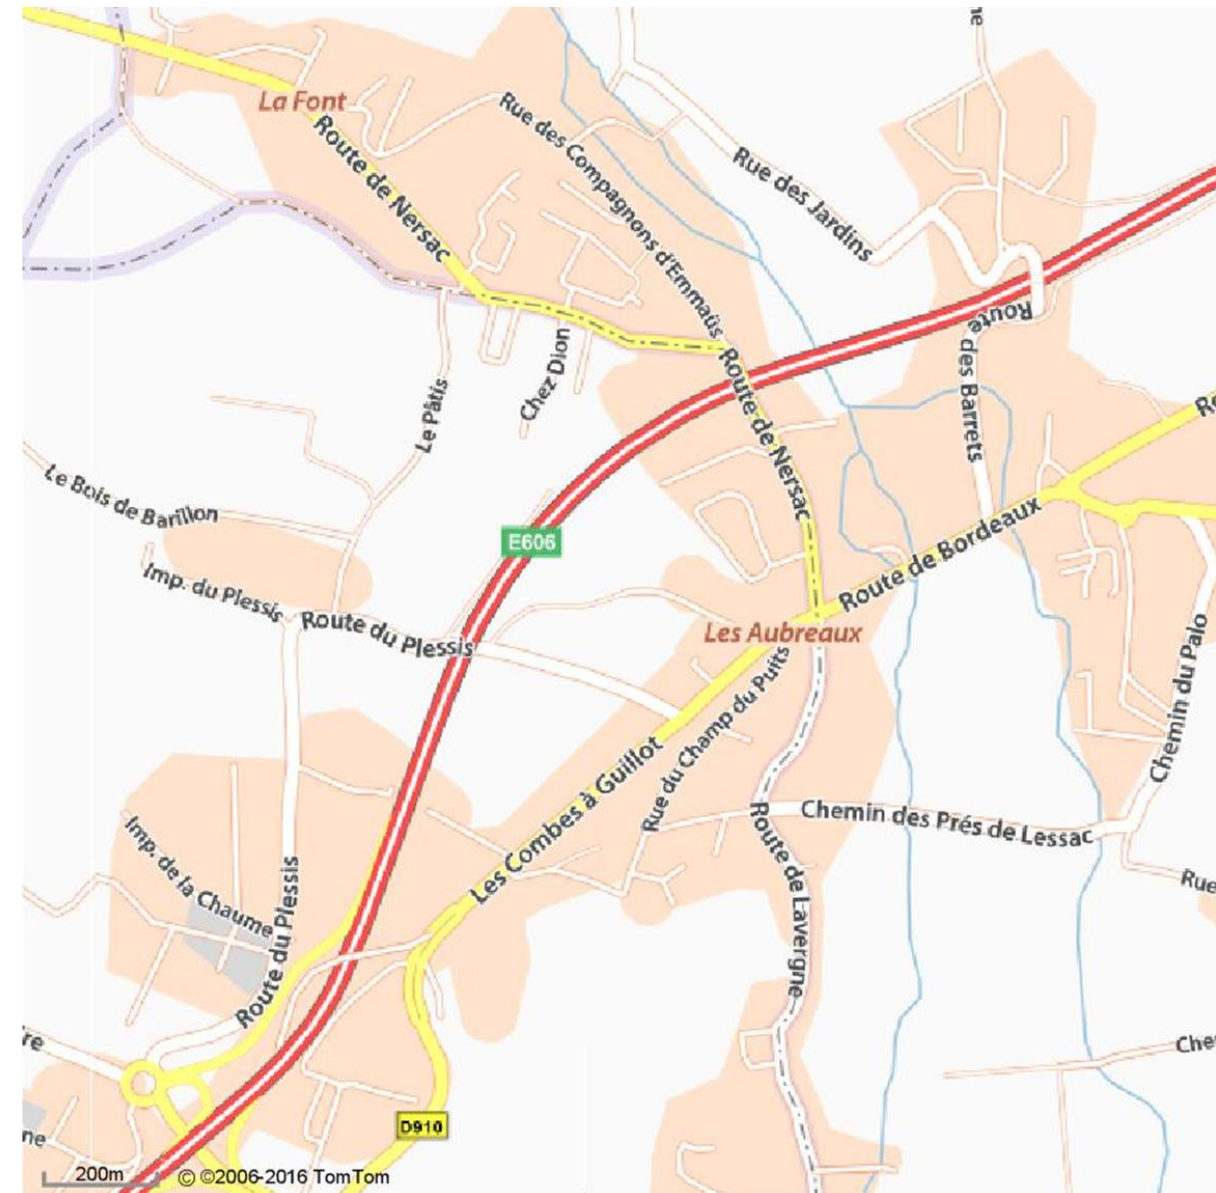 La Font
Route de Nersac
Rue des Compagnons d'Emmaüs
Rue des Jardins
Route des Barrets
Chez Dion
Le Pâtis
Route de Nersac
Le Bois de Barillon
E606
Imp. du Plessis
Route du Plessis
Route de Bordeaux
Les Aubreaux
Chemin du Palo
Rue du Champ du Puits
Les Combes à Guillot
Chemin des Prés de Lessac
Imp. de la Chaume
Route du Plessis
Route de Lavergne
Rue
D910
200m
© ©2006-2016 TomTom